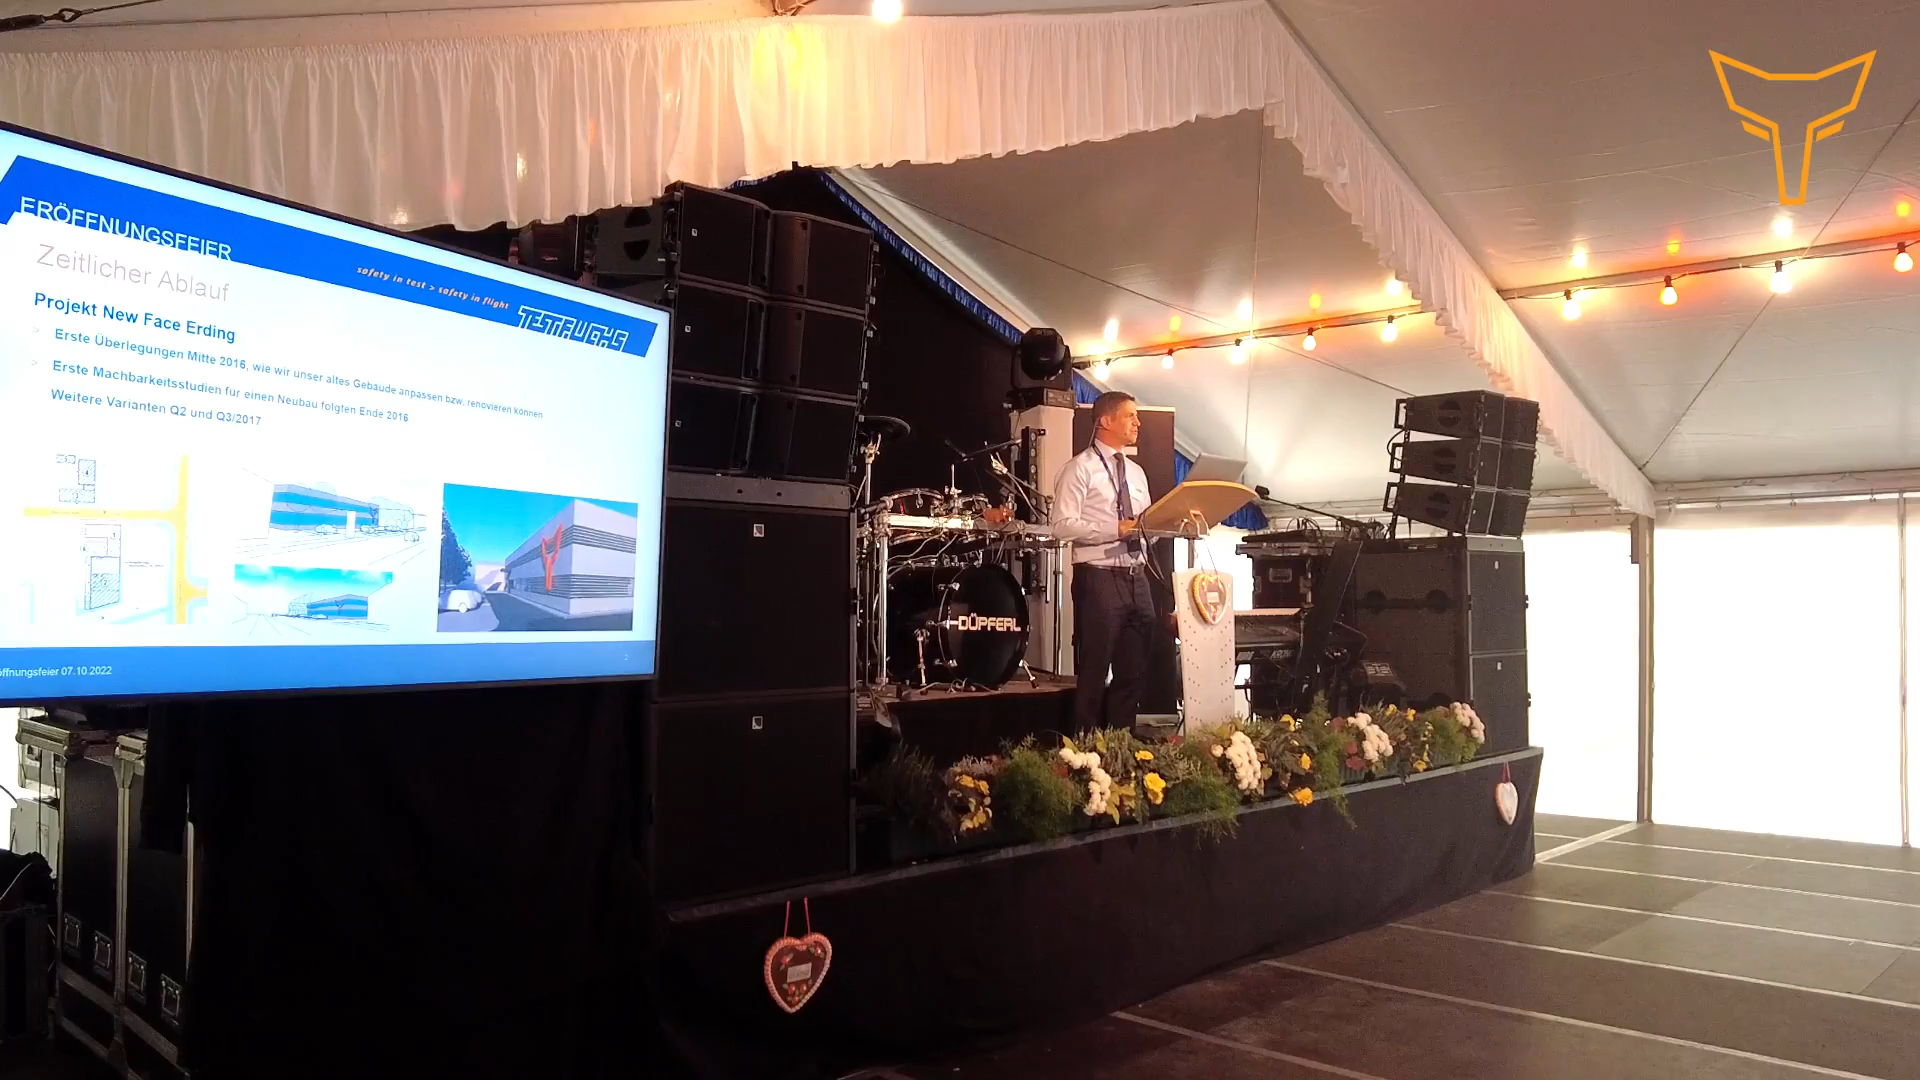 ERÖFFNUNGSFEIER
Zeitlicher Ablauf
safety in test > safety in flight
TESTFUCHS
Projekt New Face Erding
> Erste Überlegungen Mitte 2016, wie wir unser altes Gebäude anpassen bzw. renovieren können
> Erste Machbarkeitsstudien für einen Neubau folgten Ende 2016
Weitere Varianten Q2 und Q3/2017
öffnungsfeier 07.10.2022
2
DÜPFERL